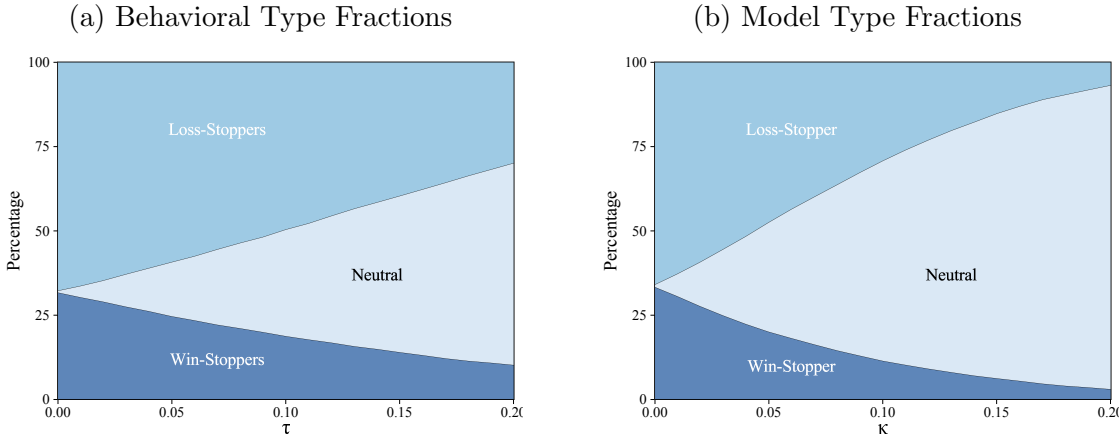 (a) Behavioral Type Fractions
100
75
50
25
0
Percentage
Loss-Stoppers
Neutral
Win-Stoppers
0.00 0.05 0.10 0.15 0.20
τ
(b) Model Type Fractions
100
75
50
25
0
Percentage
Loss-Stopper
Neutral
Win-Stopper
0.00 0.05 0.10 0.15 0.20
κ